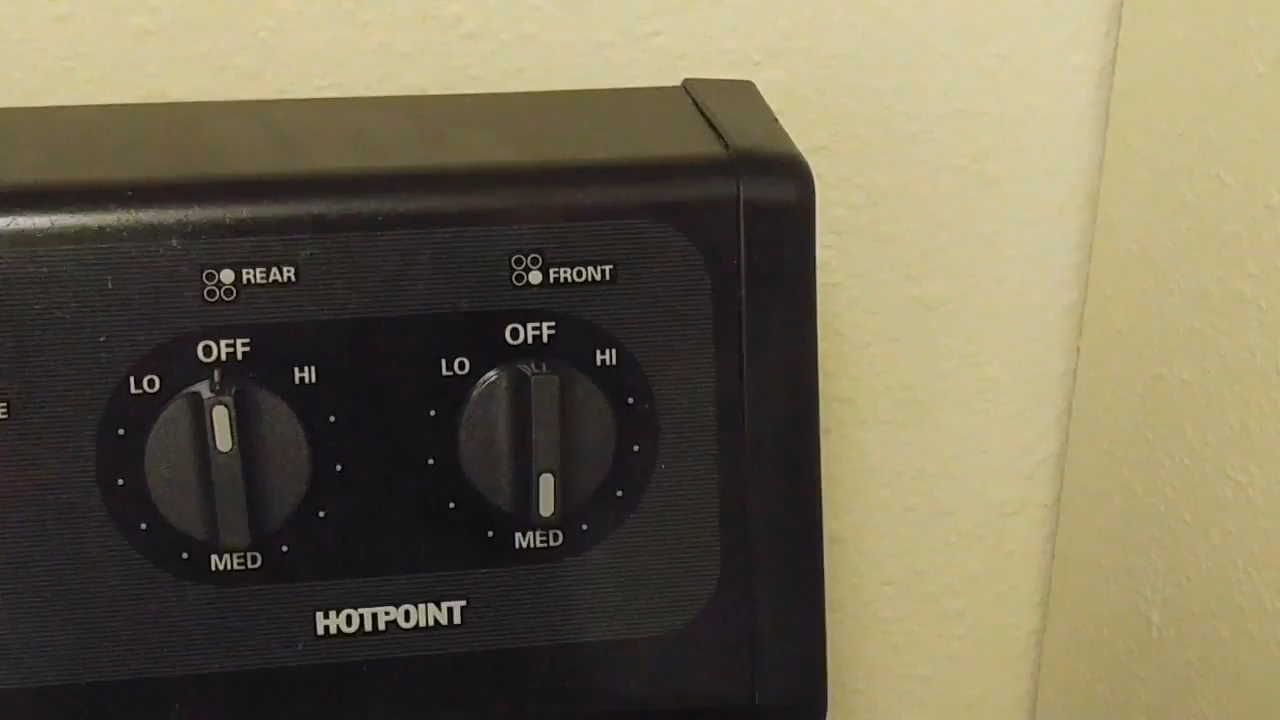 REAR
FRONT
OFF
LO
HI
MED
OFF
LO
HI
MED
HOTPOINT